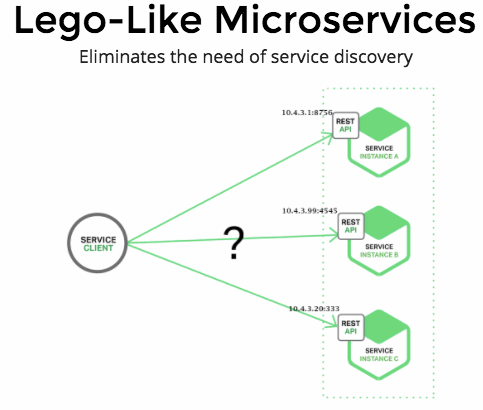 Lego-Like Microservices
Eliminates the need of service discovery
10.4.3.1:8756
REST
API
SERVICE
INSTANCE A
10.4.3.99:4545
REST
API
SERVICE
INSTANCE B
SERVICE
CLIENT
?
10.4.3.20:333
REST
API
SERVICE
INSTANCE C